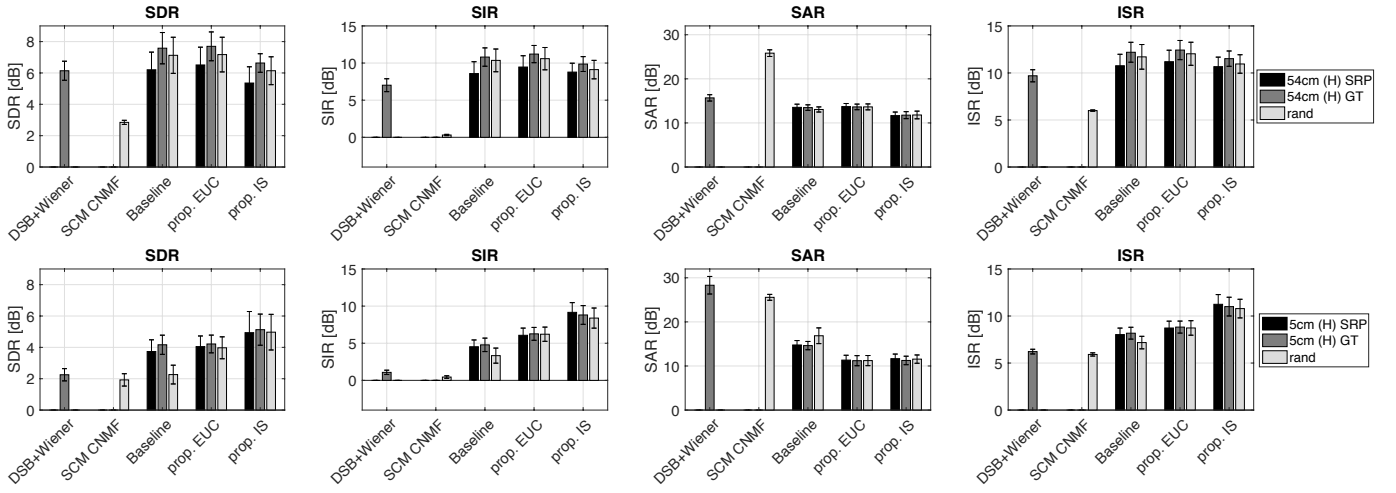 SDR
SDR [dB]
8
6
4
2
0
DSB+Wiener
SCM CNMF
Baseline
prop. EUC
prop. IS
SIR
SIR [dB]
15
10
5
0
DSB+Wiener
SCM CNMF
Baseline
prop. EUC
prop. IS
SAR
SAR [dB]
30
20
10
0
DSB+Wiener
SCM CNMF
Baseline
prop. EUC
prop. IS
ISR
ISR [dB]
15
10
5
0
DSB+Wiener
SCM CNMF
Baseline
prop. EUC
prop. IS
54cm (H) SRP
54cm (H) GT
rand
SDR
SDR [dB]
8
6
4
2
0
DSB+Wiener
SCM CNMF
Baseline
prop. EUC
prop. IS
SIR
SIR [dB]
15
10
5
0
DSB+Wiener
SCM CNMF
Baseline
prop. EUC
prop. IS
SAR
SAR [dB]
30
20
10
0
DSB+Wiener
SCM CNMF
Baseline
prop. EUC
prop. IS
ISR
ISR [dB]
15
10
5
0
DSB+Wiener
SCM CNMF
Baseline
prop. EUC
prop. IS
5cm (H) SRP
5cm (H) GT
rand